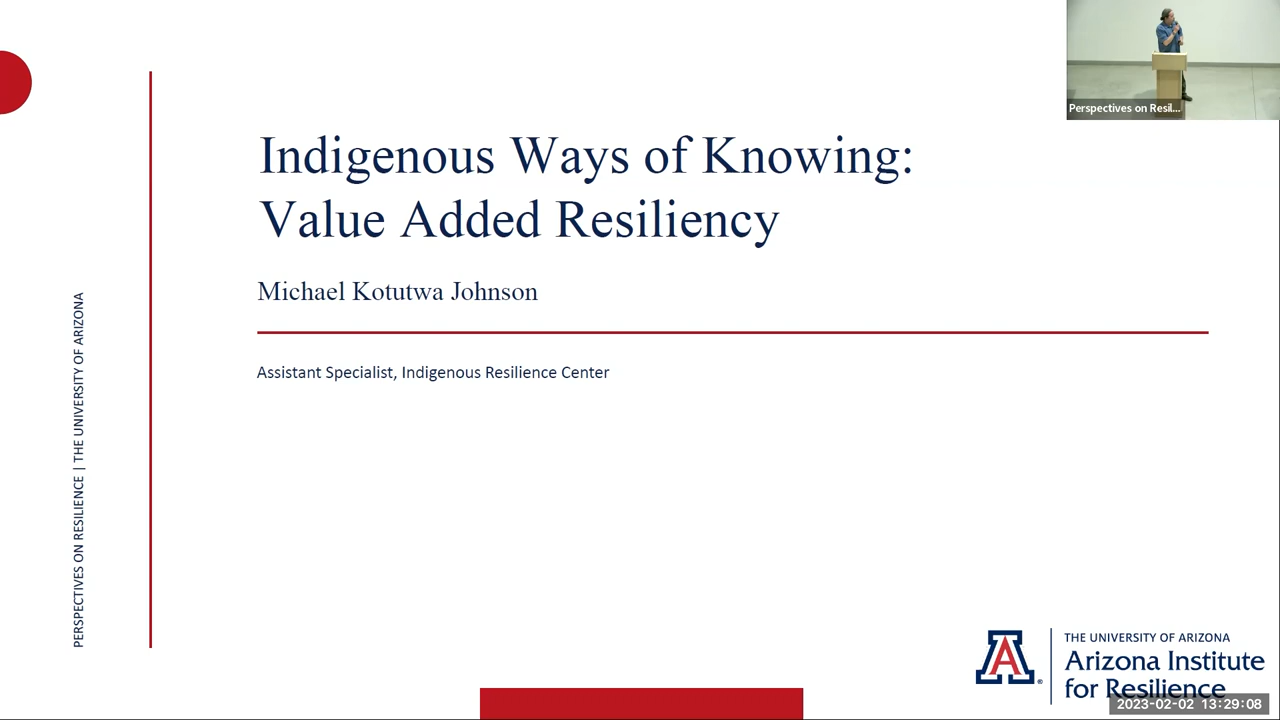 Perspectives on Resil...
Indigenous Ways of Knowing:
Value Added Resiliency
Michael Kotutwa Johnson
Assistant Specialist, Indigenous Resilience Center
PERSPECTIVES ON RESILIENCE | THE UNIVERSITY OF ARIZONA
A
THE UNIVERSITY OF ARIZONA
Arizona Institute
for Resilience
2023-02-02 13:29:08